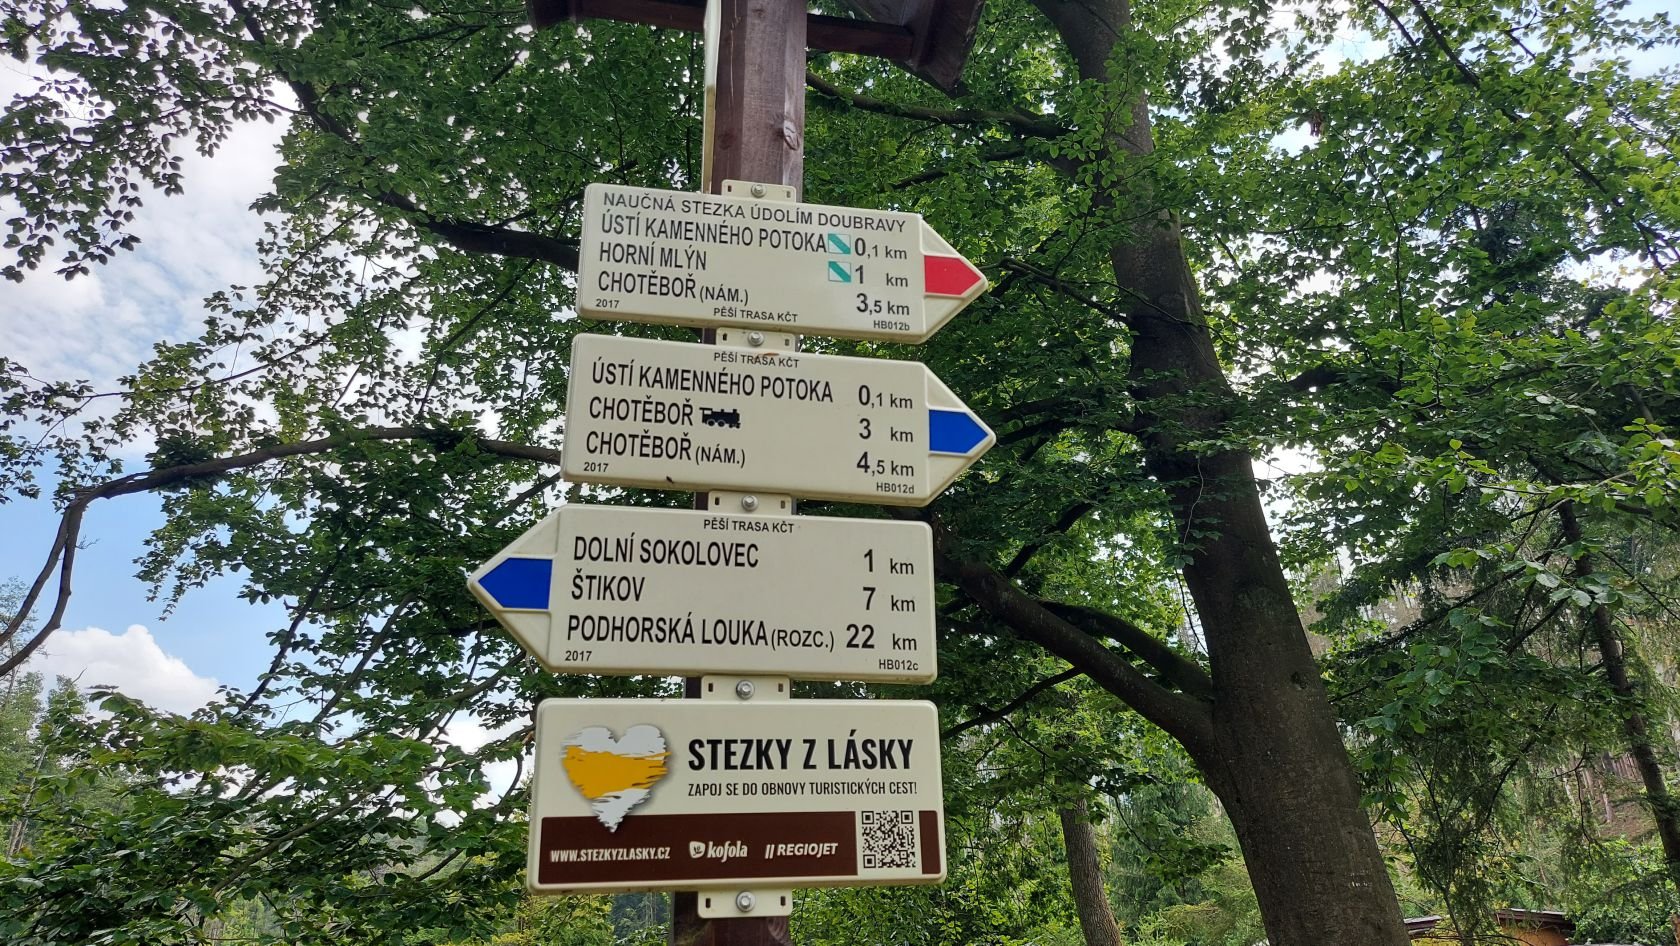 NAUČNÁ STEZKA ÚDOLÍM DOUBRAVY
ÚSTÍ KAMENNÉHO POTOKA 0,1 km
HORNÍ MLÝN 1 km
CHOTĚBOŘ (NÁM.) 3,5 km
2017 PĚŠÍ TRASA KČT HB012b
PĚŠÍ TRASA KČT
ÚSTÍ KAMENNÉHO POTOKA 0,1 km
CHOTĚBOŘ 3 km
CHOTĚBOŘ (NÁM.) 4,5 km
2017 HB012d
PĚŠÍ TRASA KČT
DOLNÍ SOKOLOVEC 1 km
ŠTIKOV 7 km
PODHORSKÁ LOUKA (ROZC.) 22 km
2017 HB012c
STEZKY Z LÁSKY
ZAPOJ SE DO OBNOVY TURISTICKÝCH CEST!
WWW.STEZKYZLASKY.CZ kofola REGIOJET